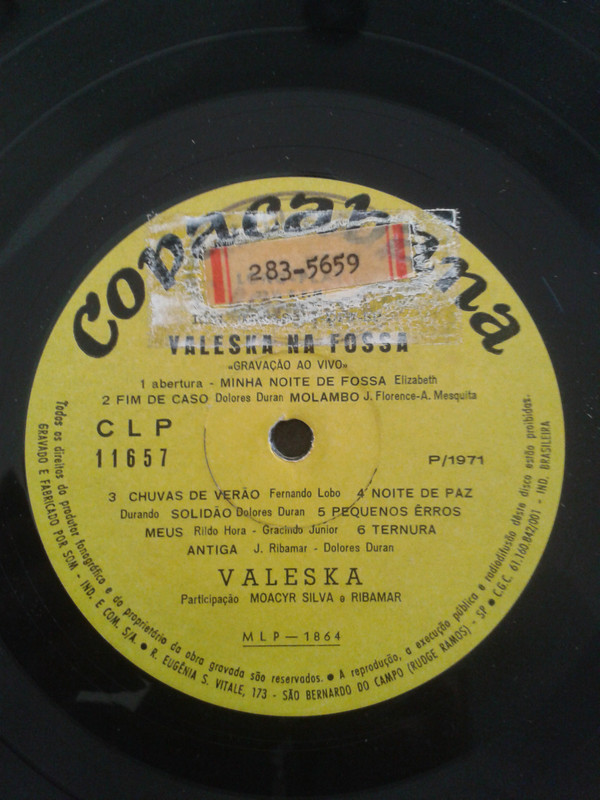 Copacabana
283-5659
VALESKA NA FOSSA
«GRAVAÇÃO AO VIVO»
1 abertura - MINHA NOITE DE FOSSA Elizabeth
2 FIM DE CASO Dolores Duran MOLAMBO J. Florence-A. Mesquita
CLP
11657
P/1971
3 CHUVAS DE VERÃO Fernando Lobo 4 NOITE DE PAZ
Durando SOLIDÃO Dolores Duran 5 PEQUENOS ÊRROS
MEUS Rildo Hora - Gracindo Júnior 6 TERNURA
ANTIGA J. Ribamar - Dolores Duran
VALESKA
Participação MOACYR SILVA e RIBAMAR
MLP — 1864
Todos os direitos do produtor fonográfico e do proprietário da obra gravada são reservados. ● A reprodução, a execução pública e radiodifusão deste disco estão proibidas.
GRAVADO E FABRICADO POR SOM - IND. E COM. S/A. ● R. EUGÊNIA S. VITALE, 173 - SÃO BERNARDO DO CAMPO (RUDGE RAMOS) - SP ● C.G.C. 61.160.842/001 - IND. BRASILEIRA